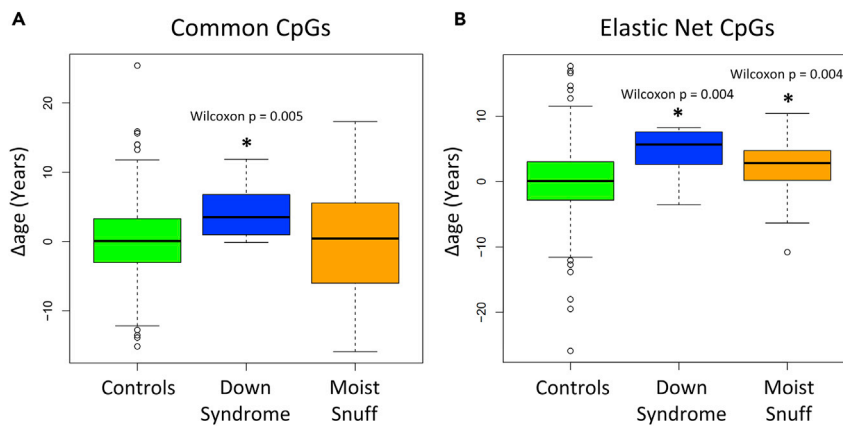 A
Common CpGs
Δage (Years)
20
10
0
−10
Wilcoxon p = 0.005
*
Controls
Down
Syndrome
Moist
Snuff
B
Elastic Net CpGs
Δage (Years)
10
0
−10
−20
Wilcoxon p = 0.004
*
Wilcoxon p = 0.004
*
Controls
Down
Syndrome
Moist
Snuff